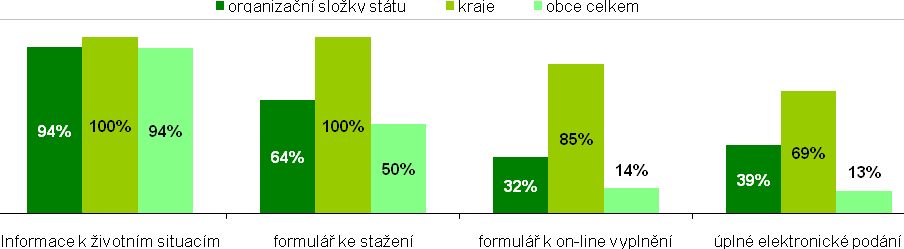 organizační složky státu kraje obce celkem
94% 100% 94%
64% 100% 50%
32% 85% 14%
39% 69% 13%
Informace k životním situacím formulář ke stažení formulář k on-line vyplnění úplné elektronické podání